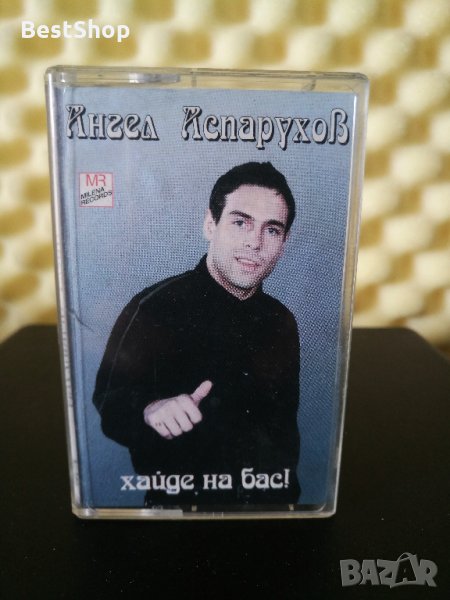 BestShop
Ангел Аспарухов
MR
MILENA
RECORDS
хайде на бас!
BAZAR